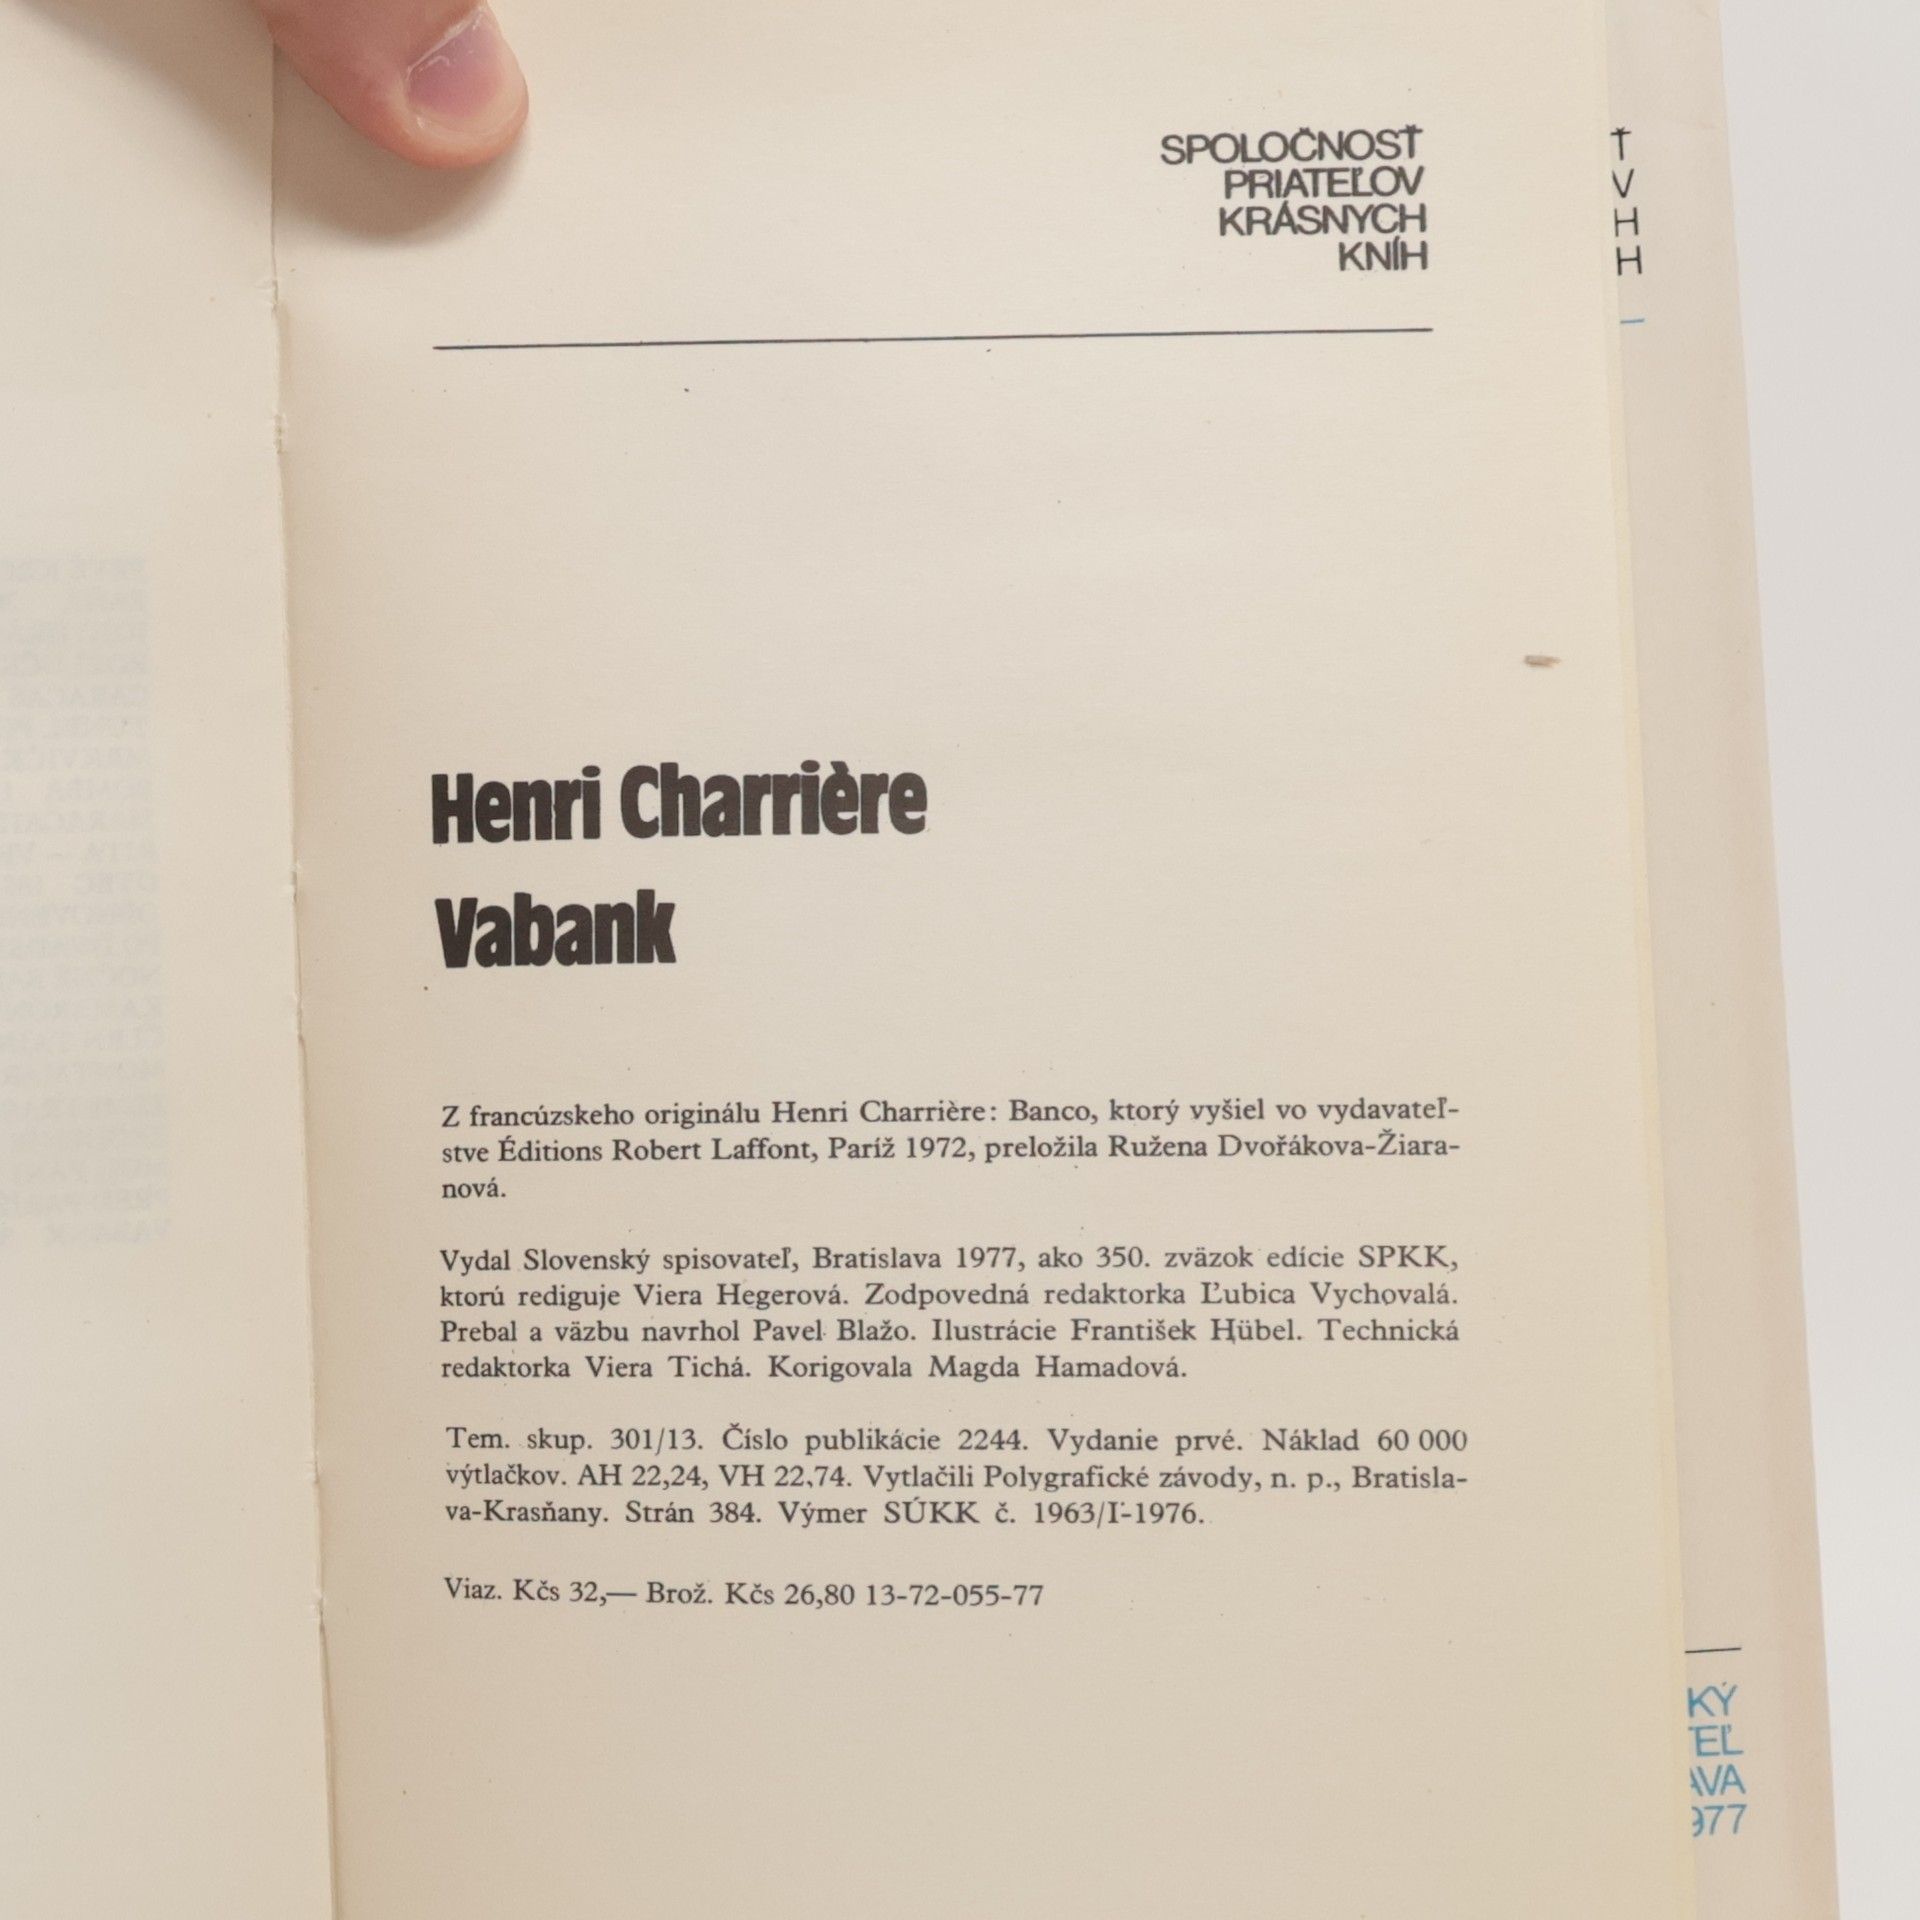 SPOLOČNOSŤ
PRIATEĽOV
KRÁSNYCH
KNÍH
Henri Charrière
Vabank
Z francúzskeho originálu Henri Charrière: Banco, ktorý vyšiel vo vydavateľ-
stve Éditions Robert Laffont, Paríž 1972, preložila Ružena Dvořákova-Žiara-
nová.
Vydal Slovenský spisovateľ, Bratislava 1977, ako 350. zväzok edície SPKK,
ktorú rediguje Viera Hegerová. Zodpovedná redaktorka Ľubica Vychovalá.
Prebal a väzbu navrhol Pavel Blažo. Ilustrácie František Hübel. Technická
redaktorka Viera Tichá. Korigovala Magda Hamadová.
Tem. skup. 301/13. Číslo publikácie 2244. Vydanie prvé. Náklad 60 000
výtlačkov. AH 22,24, VH 22,74. Vytlačili Polygrafické závody, n. p., Bratisla-
va-Krasňany. Strán 384. Výmer SÚKK č. 1963/I-1976.
Viaz. Kčs 32,— Brož. Kčs 26,80 13-72-055-77
Ť
V
H
H
KÝ
TEĽ
AVA
977